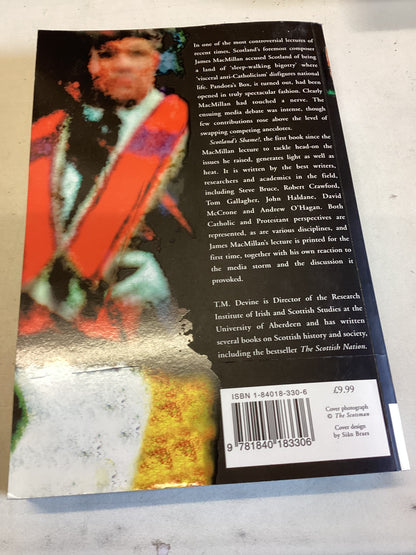 In one of the most controversial lectures of
recent times, Scotland's foremost composer
James MacMillan accused Scotland of being
a land of 'sleep-walking bigotry' where
'visceral anti-Catholicism' disfigures national
life. Pandora's Box, it turned out, had been
opened in truly spectacular fashion. Clearly
MacMillan had touched a nerve. The
ensuing media debate was intense, though
few contributions rose above the level of
swapping competing anecdotes.
Scotland's Shame?, the first book since the
MacMillan lecture to tackle head-on the
issues he raised, generates light as well as
heat. It is written by the best writers,
researchers and academics in the field,
including Steve Bruce, Robert Crawford,
Tom Gallagher, John Haldane, David
McCrone and Andrew O'Hagan. Both
Catholic and Protestant perspectives are
represented, as are various disciplines, and
James MacMillan's lecture is printed for the
first time, together with his own reaction to
the media storm and the discussion it
provoked.
T.M. Devine is Director of the Research
Institute of Irish and Scottish Studies at the
University of Aberdeen and has written
several books on Scottish history and society,
including the bestseller The Scottish Nation.
ISBN 1-84018-330-6
9 781840 183306
£9.99
Cover photograph
© The Scotsman
Cover design
by Siân Braes